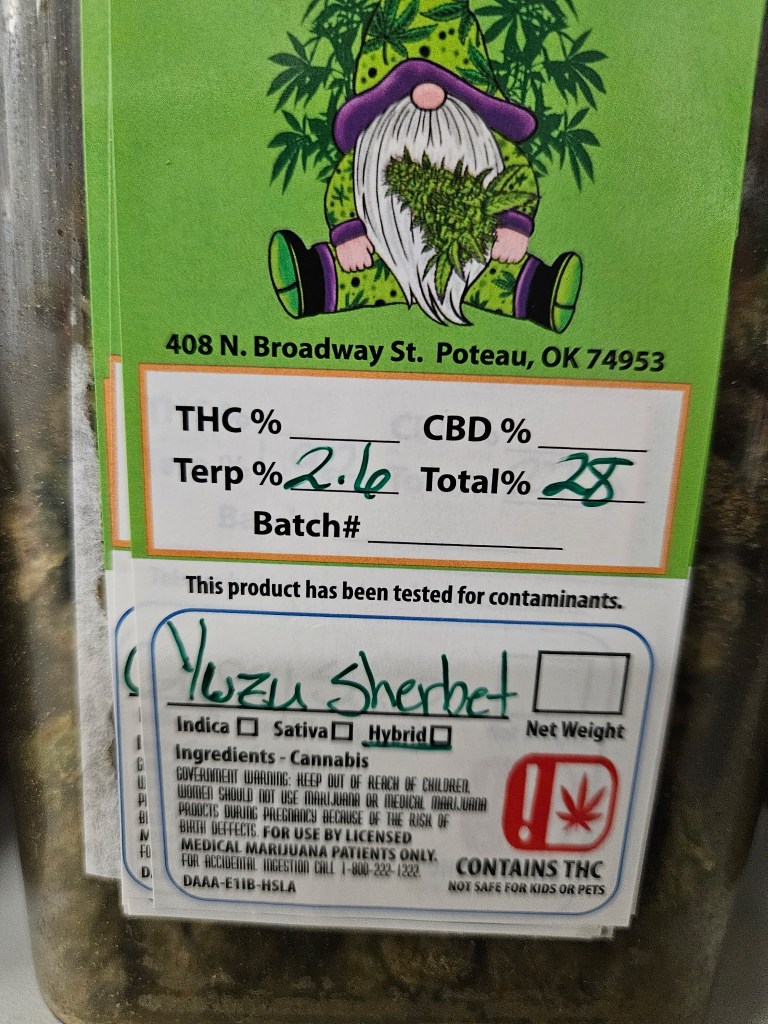 408 N. Broadway St. Poteau, OK 74953
THC % CBD %
Terp % 2.6 Total% 28
Batch#
This product has been tested for contaminants.
Yuzu Sherbet
Indica Sativa Hybrid Net Weight
Ingredients - Cannabis
GOVERNMENT WARNING: KEEP OUT OF REACH OF CHILDREN.
WOMEN SHOULD NOT USE MARIJUANA OR MEDICAL MARIJUANA
PRODCTS DURING PREGNANCY BECAUSE OF THE RISK OF
BIRTH DEFFECTS. FOR USE BY LICENSED
MEDICAL MARIJUANA PATIENTS ONLY.
FOR ACCIDENTAL INGESTION CALL 1-800-222-1222.
DAAA-E1IB-HSLA
CONTAINS THC
NOT SAFE FOR KIDS OR PETS